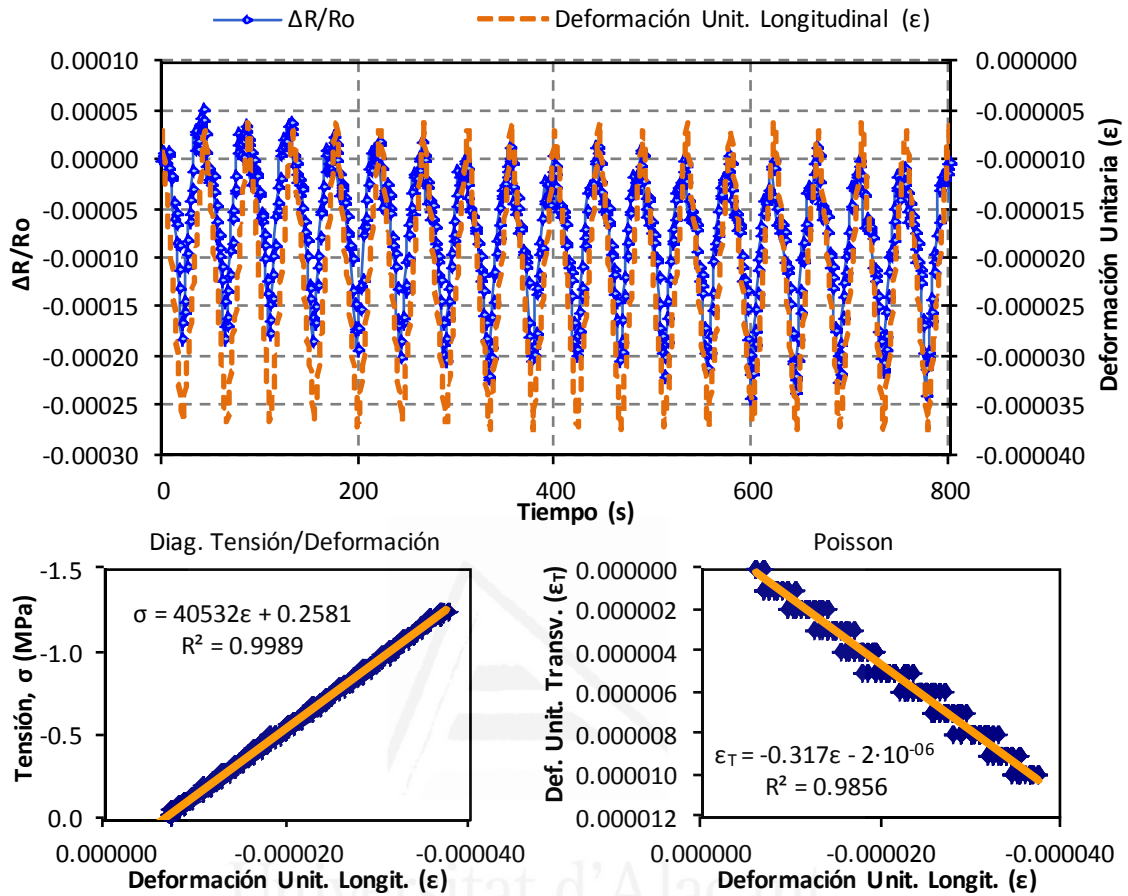 ΔR/Ro
Deformación Unit. Longitudinal (ε)
0.00010
0.00005
0.00000
-0.00005
-0.00010
-0.00015
-0.00020
-0.00025
-0.00030
ΔR/Ro
0.000000
-0.000005
-0.000010
-0.000015
-0.000020
-0.000025
-0.000030
-0.000035
-0.000040
Deformación Unitaria (ε)
0 200 400 600 800
Tiempo (s)
Diag. Tensión/Deformación
-1.5
-1.0
-0.5
0.0
Tensión, σ (MPa)
σ = 40532ε + 0.2581
R² = 0.9989
0.000000 -0.000020 -0.000040
Deformación Unit. Longit. (ε)
Poisson
0.000000
0.000002
0.000004
0.000006
0.000008
0.000010
0.000012
Def. Unit. Transv. (εT)
εT = -0.317ε - 2·10⁻⁰⁶
R² = 0.9856
0.000000 -0.000020 -0.000040
Deformación Unit. Longit. (ε)